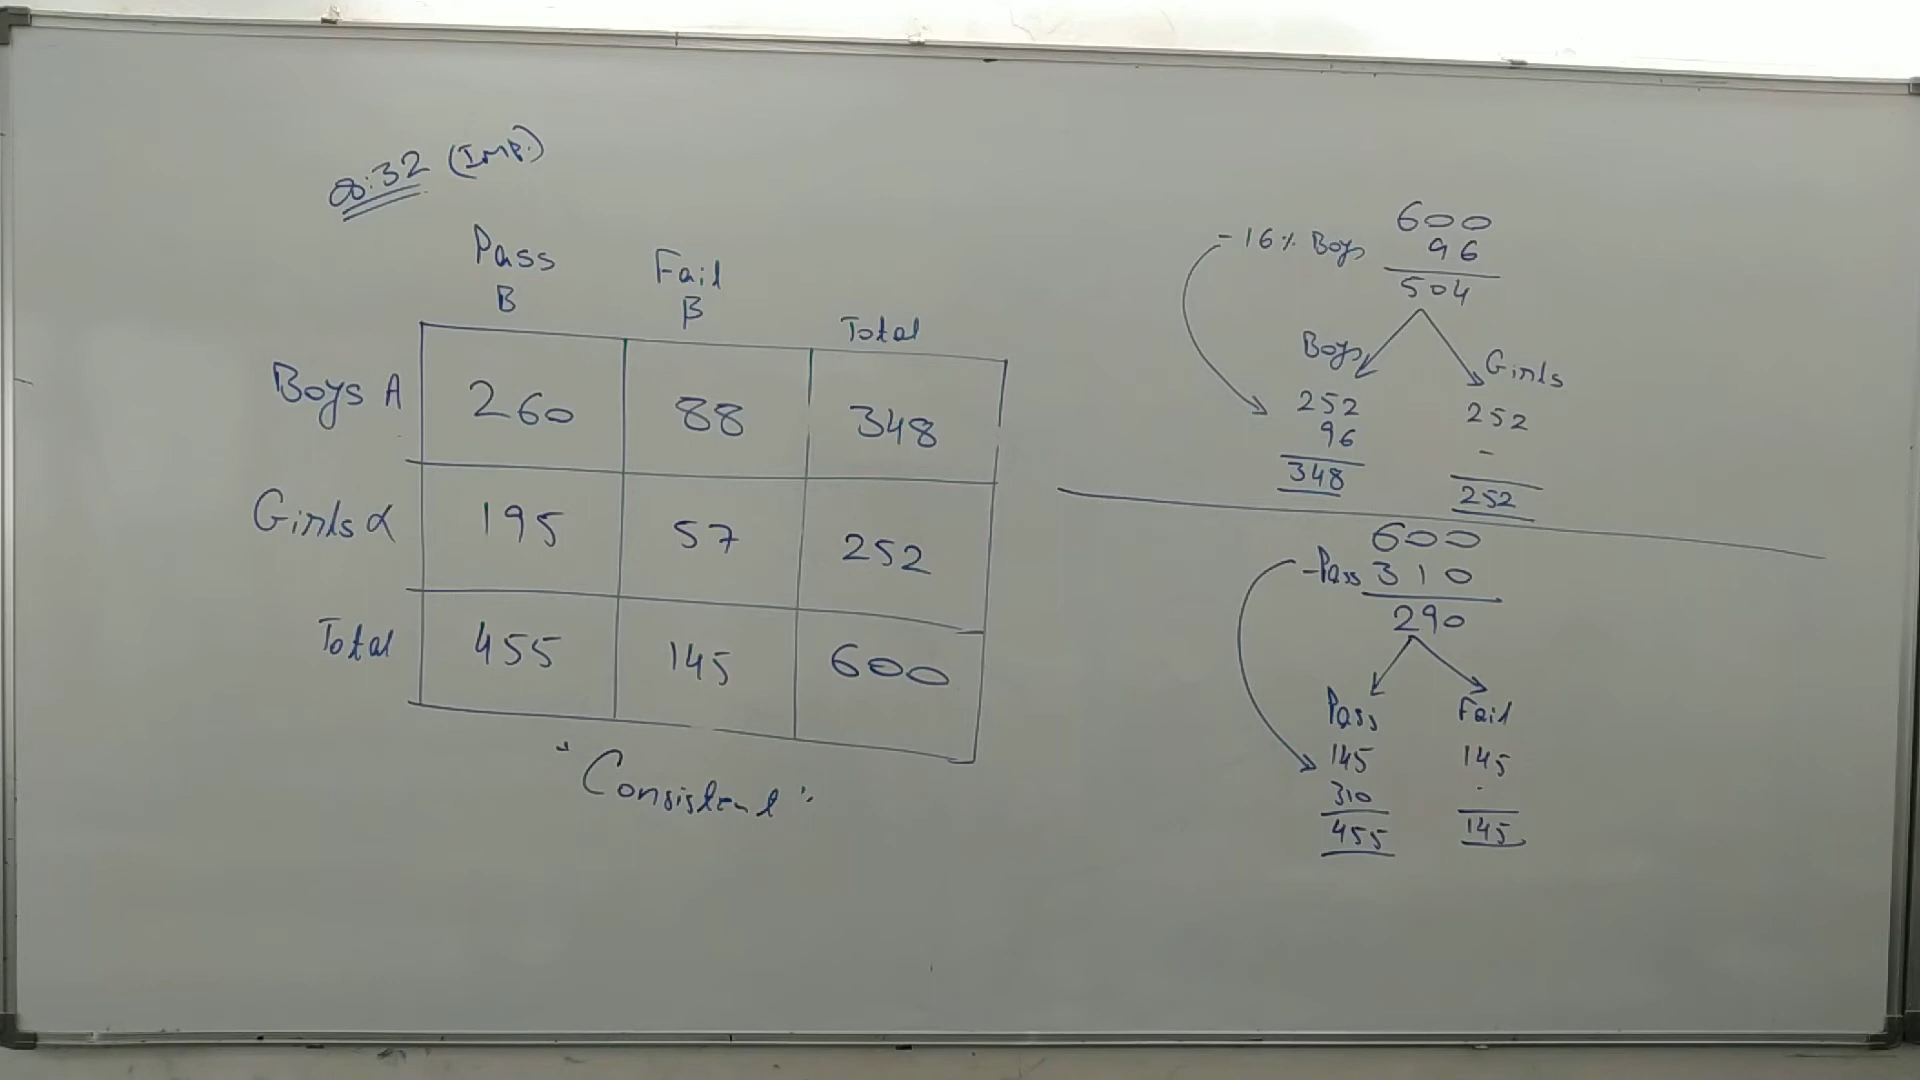 Q:32 (Imp.)
Pass Fail
B β Total
Boys A 260 88 348
Girls α 195 57 252
Total 455 145 600
"Consistent"
600
- 16% Boys 96
504
Boys Girls
252 252
96 -
348 252
600
- Pass 310
290
Pass Fail
145 145
310 -
455 145